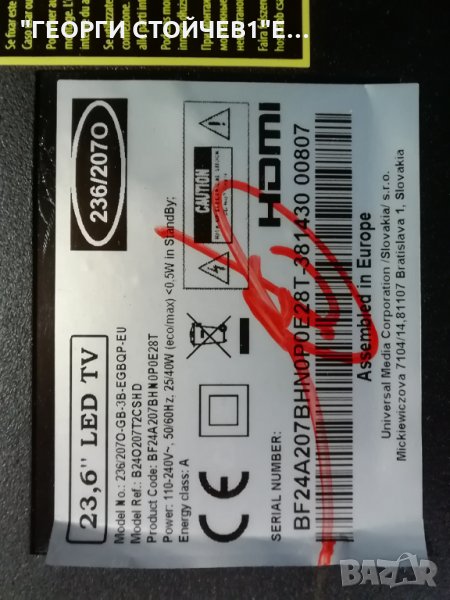 "ГЕОРГИ СТОЙЧЕВ1"Е...
236/207O
23,6" LED TV
Model No.: 236/207O-GB-3B-EGBQP-EU
Model Ref.: B24O207T2CSHD
Product Code: BF24A207BHN0P0E28T
Power: 110-240V~, 50/60Hz, 25/40W (eco/max) <0,5W in StandBy:
Energy class: A
CAUTION
HDMI
SERIAL NUMBER:
BF24A207BHN0P0E28T-381430 00807
Assembled in Europe
Universal Media Corporation /Slovakia/ s.r.o.
Mickiewiczova 7104/14,81107 Bratislava 1, Slovakia
BAZAR